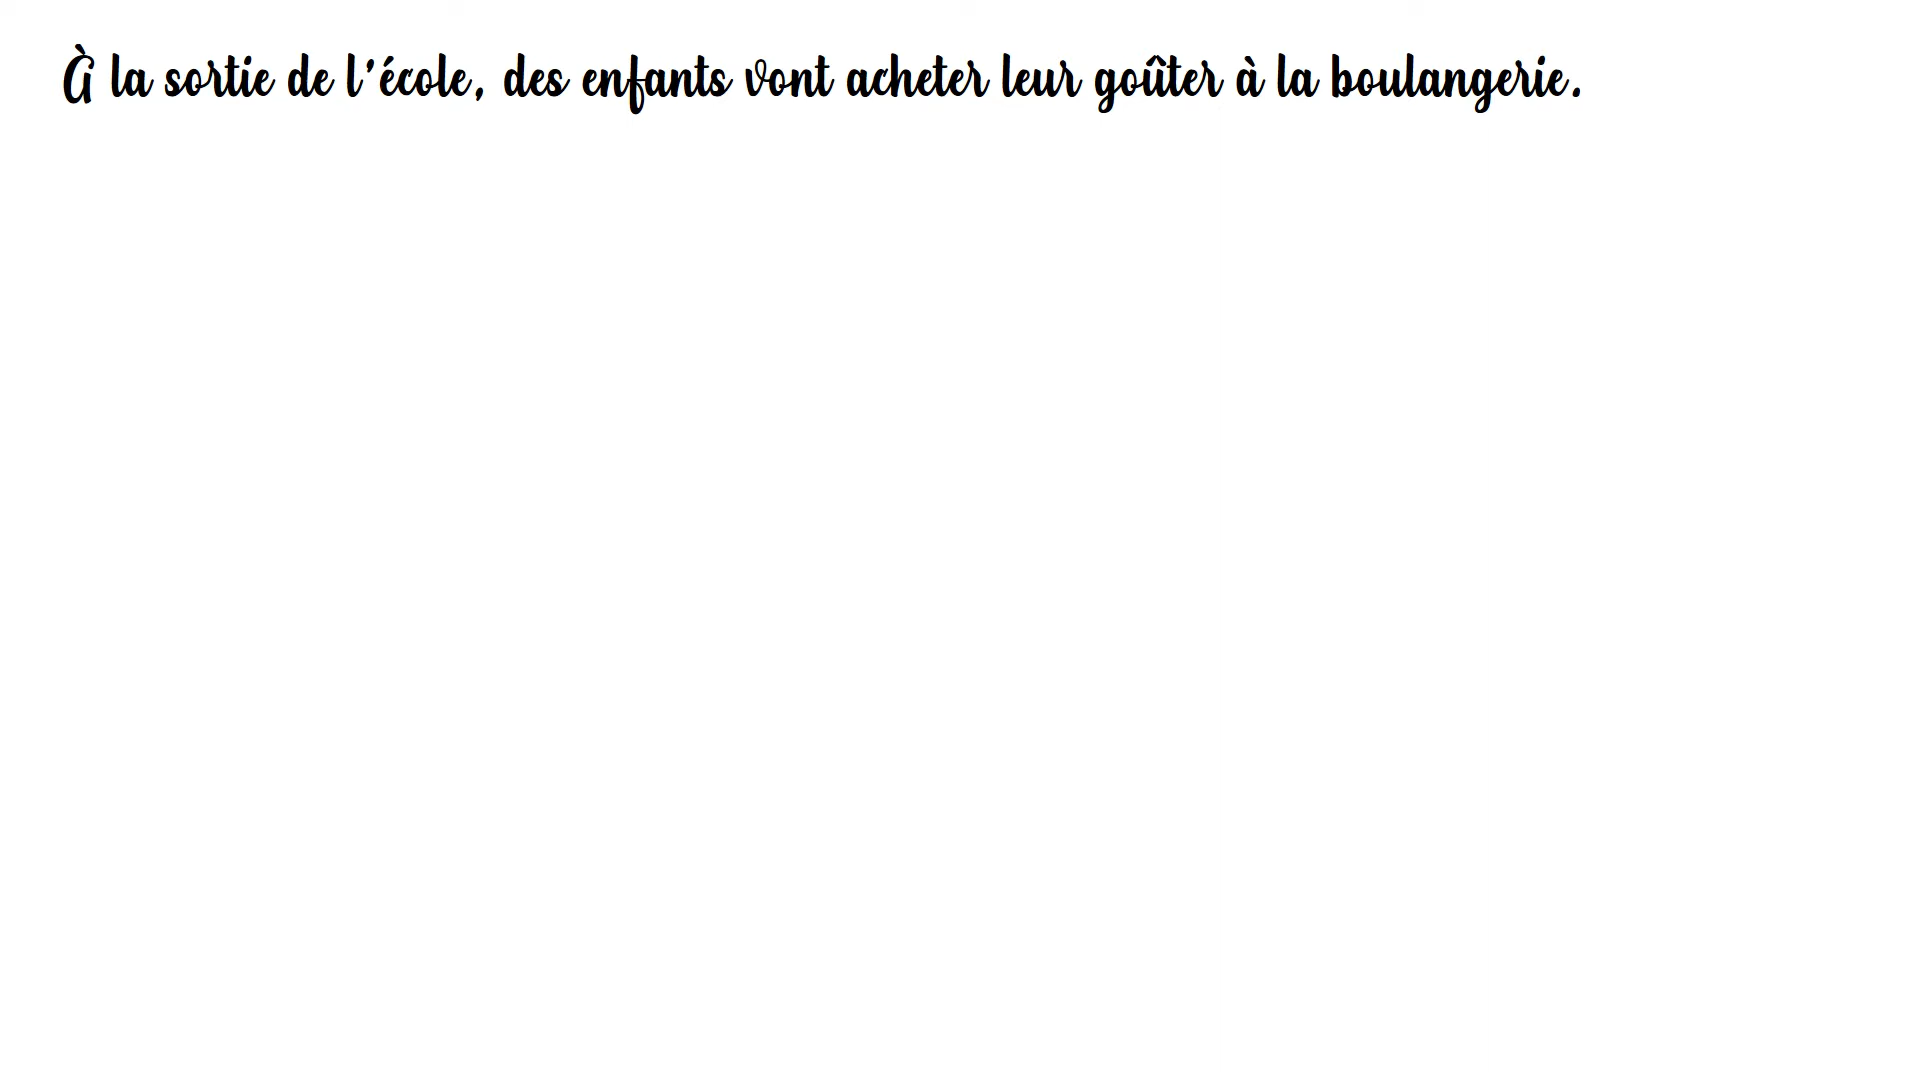 À la sortie de l'école, des enfants vont acheter leur goûter à la boulangerie.